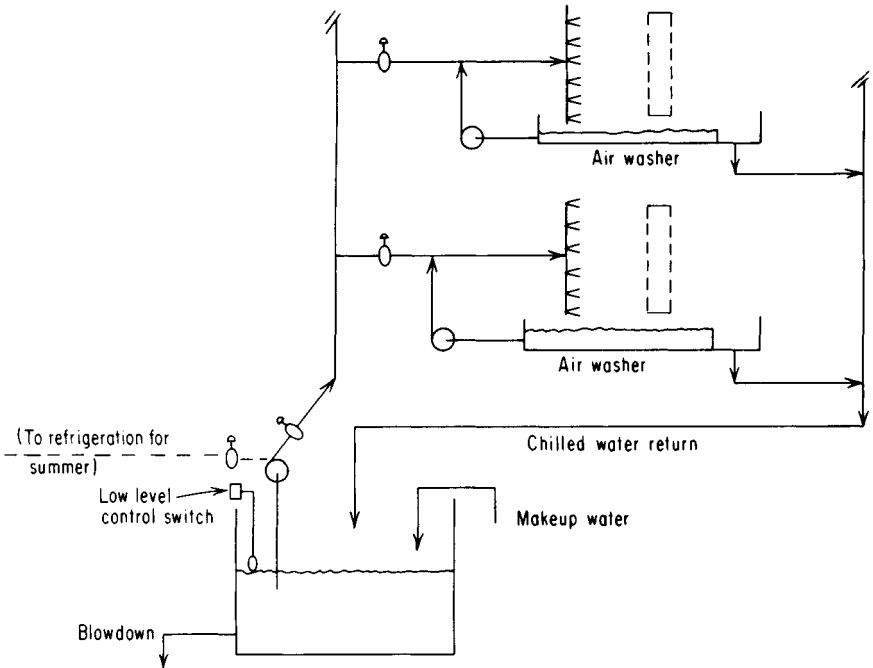 Air washer
Air washer
(To refrigeration for
summer)
Chilled water return
Low level
control switch
Makeup water
Blowdown